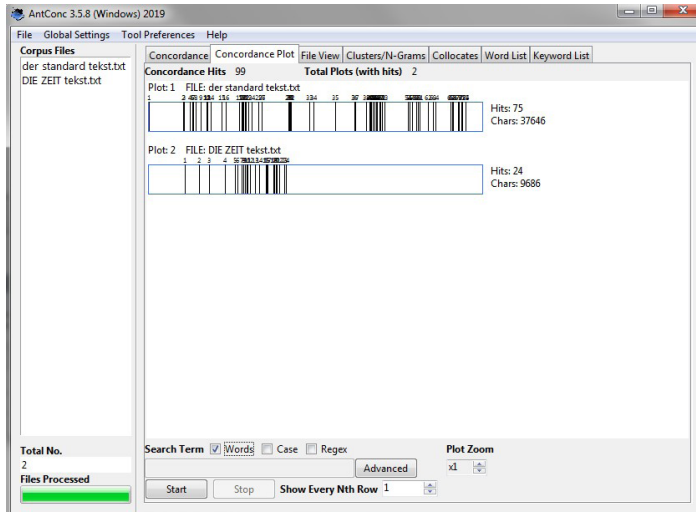 AntConc 3.5.8 (Windows) 2019
File Global Settings Tool Preferences Help
Corpus Files
der standard tekst.txt
DIE ZEIT tekst.txt
Concordance Concordance Plot File View Clusters/N-Grams Collocates Word List Keyword List
Concordance Hits 99 Total Plots (with hits) 2
Plot: 1 FILE: der standard tekst.txt
1 35
Hits: 75
Chars: 37646
Plot: 2 FILE: DIE ZEIT tekst.txt
1 2 3 4
Hits: 24
Chars: 9686
Total No.
2
Files Processed
Search Term Words Case Regex Plot Zoom
Advanced x1
Start Stop Show Every Nth Row 1